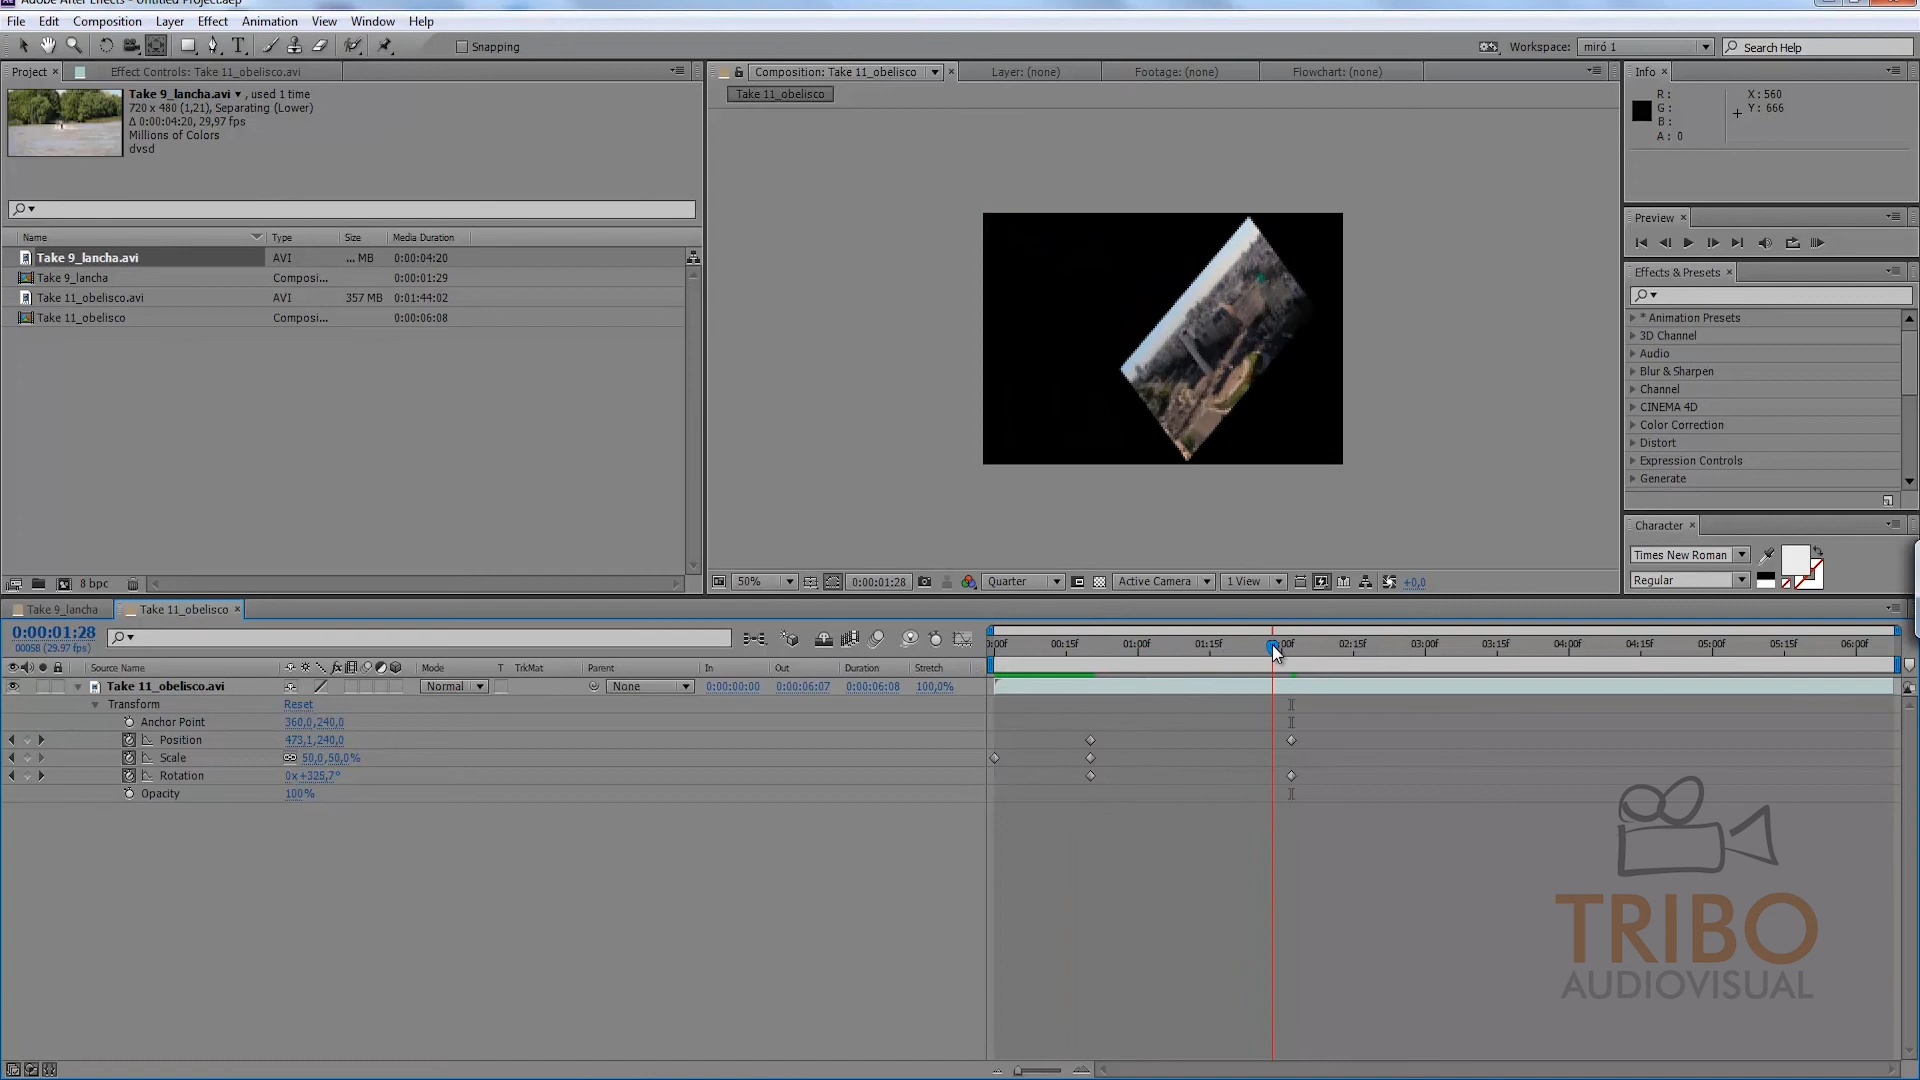 Adobe After Effects - Untitled Project.aep
File Edit Composition Layer Effect Animation View Window Help
Snapping
Workspace: miró 1
Search Help
Project
Effect Controls: Take 11_obelisco.avi
Take 9_lancha.avi , used 1 time
720 x 480 (1,21), Separating (Lower)
Δ 0:00:04:20, 29,97 fps
Millions of Colors
dvsd
Name Type Size Media Duration
Take 9_lancha.avi AVI ... MB 0:00:04:20
Take 9_lancha Composi... 0:00:01:29
Take 11_obelisco.avi AVI 357 MB 0:01:44:02
Take 11_obelisco Composi... 0:00:06:08
8 bpc
Composition: Take 11_obelisco
Layer: (none)
Footage: (none)
Flowchart: (none)
Take 11_obelisco
50%
0:00:01:28
Quarter
Active Camera
1 View
+0,0
Info
R :
G :
B :
A : 0
X : 560
Y : 666
Preview
Effects & Presets
* Animation Presets
3D Channel
Audio
Blur & Sharpen
Channel
CINEMA 4D
Color Correction
Distort
Expression Controls
Generate
Character
Times New Roman
Regular
Take 9_lancha
Take 11_obelisco
0:00:01:28
00058 (29.97 fps)
0:00f 00:15f 01:00f 01:15f 00f 02:15f 03:00f 03:15f 04:00f 04:15f 05:00f 05:15f 06:00f
Source Name Mode T TrkMat Parent In Out Duration Stretch
Take 11_obelisco.avi Normal None 0:00:00:00 0:00:06:07 0:00:06:08 100,0%
Transform Reset
Anchor Point 360,0,240,0
Position 473,1,240,0
Scale 50,0,50,0%
Rotation 0x+325,7°
Opacity 100%
TRIBO
AUDIOVISUAL